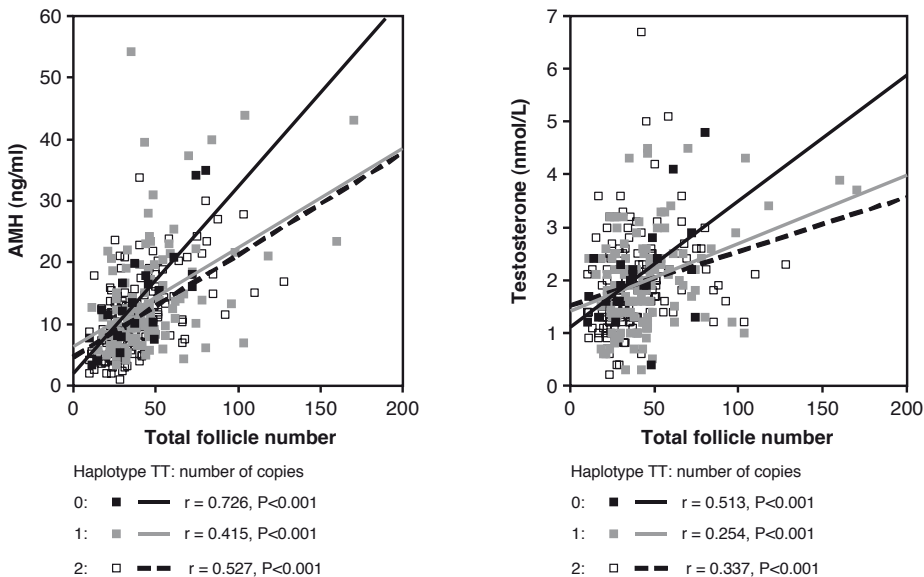 60
50
40
30
20
10
0
AMH (ng/ml)
0 50 100 150 200
Total follicle number
Haplotype TT: number of copies
0: r = 0.726, P<0.001
1: r = 0.415, P<0.001
2: r = 0.527, P<0.001
7
6
5
4
3
2
1
0
Testosterone (nmol/L)
0 50 100 150 200
Total follicle number
Haplotype TT: number of copies
0: r = 0.513, P<0.001
1: r = 0.254, P<0.001
2: r = 0.337, P<0.001